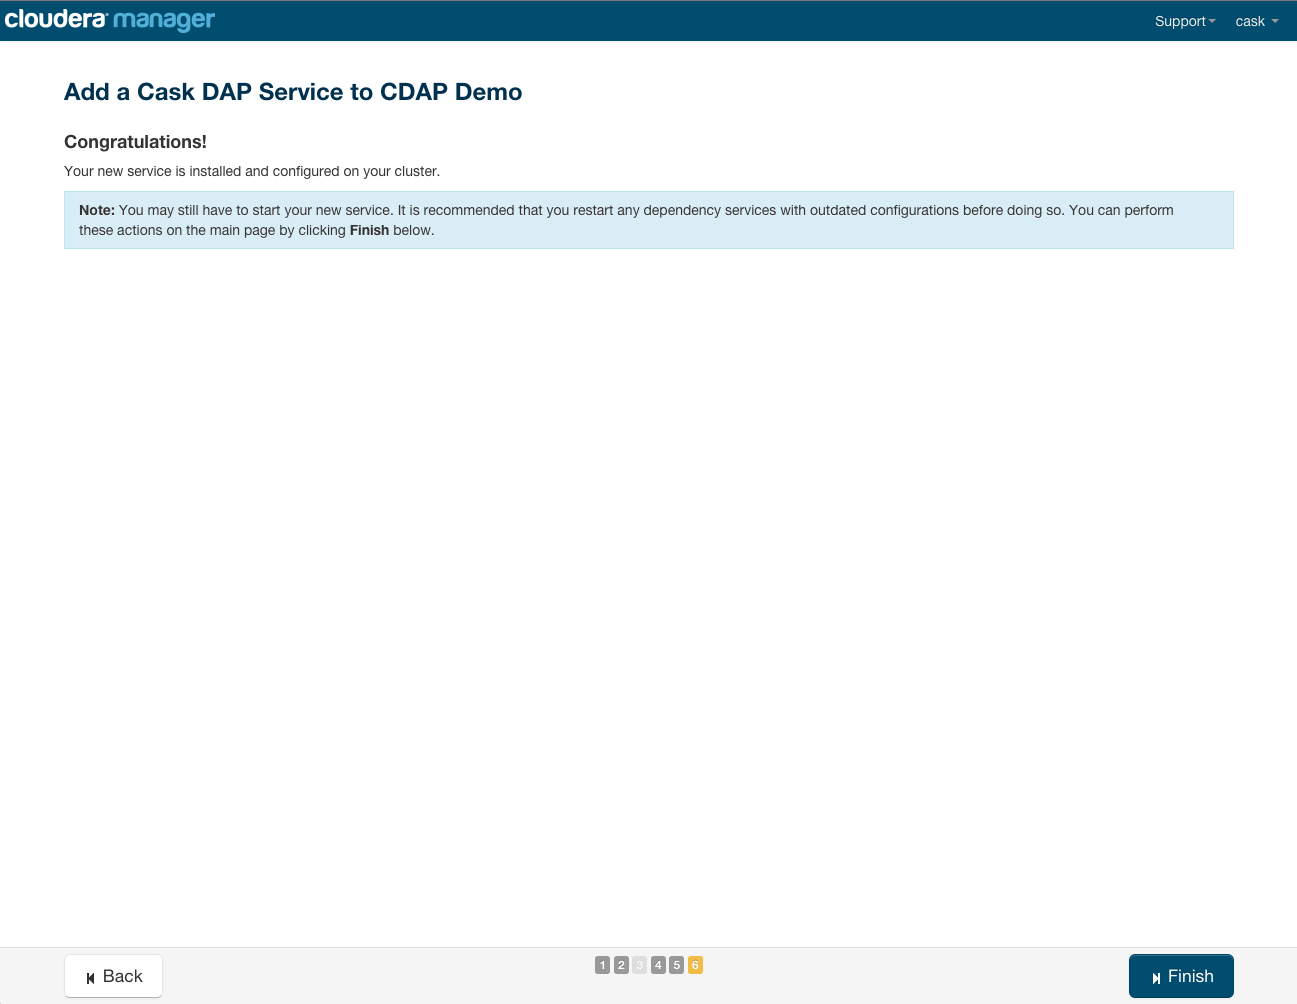 cloudera manager
Support
cask
Add a Cask DAP Service to CDAP Demo
Congratulations!
Your new service is installed and configured on your cluster.
Note: You may still have to start your new service. It is recommended that you restart any dependency services with outdated configurations before doing so. You can perform
these actions on the main page by clicking Finish below.
Back
1 2 3 4 5 6
Finish